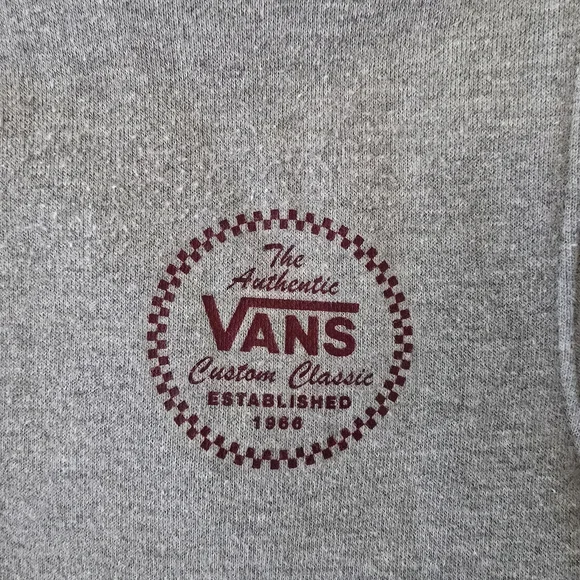 The
Authentic
VANS
Custom Classic
ESTABLISHED
1966